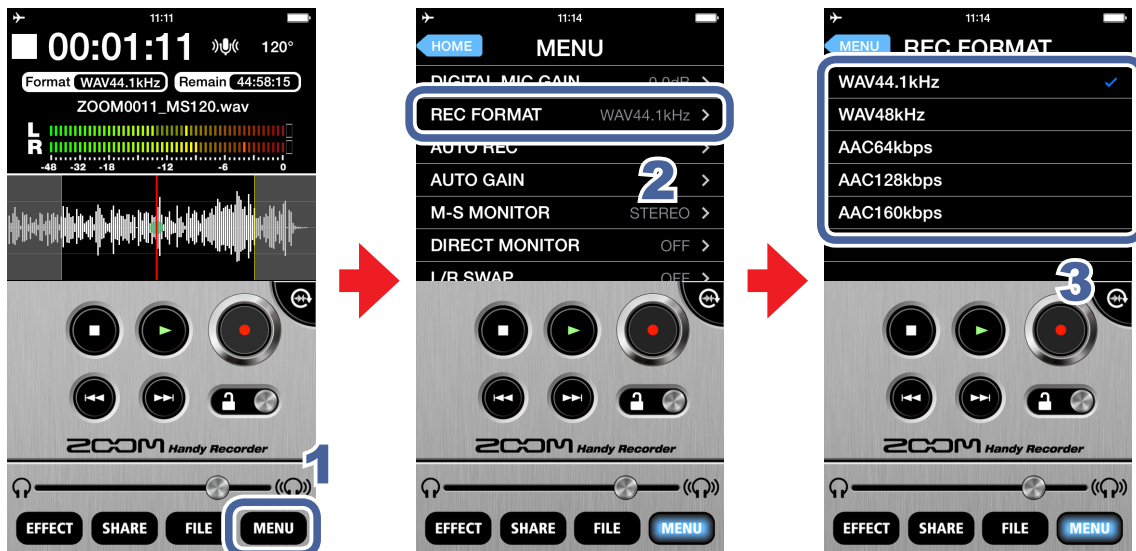 11:11
00:01:11 120°
Format WAV44.1kHz Remain 44:58:15
ZOOM0011_MS120.wav
L
R
-48 -32 -18 -12 -6 0
ZOOM Handy Recorder
1
EFFECT SHARE FILE MENU
11:14
HOME MENU
DIGITAL MIC GAIN 0.0dB >
REC FORMAT WAV44.1kHz >
AUTO REC >
AUTO GAIN >
2
M-S MONITOR STEREO >
DIRECT MONITOR OFF >
L/R SWAP OFF >
ZOOM Handy Recorder
EFFECT SHARE FILE MENU
11:14
MENU REC FORMAT
WAV44.1kHz
WAV48kHz
AAC64kbps
AAC128kbps
AAC160kbps
3
ZOOM Handy Recorder
EFFECT SHARE FILE MENU